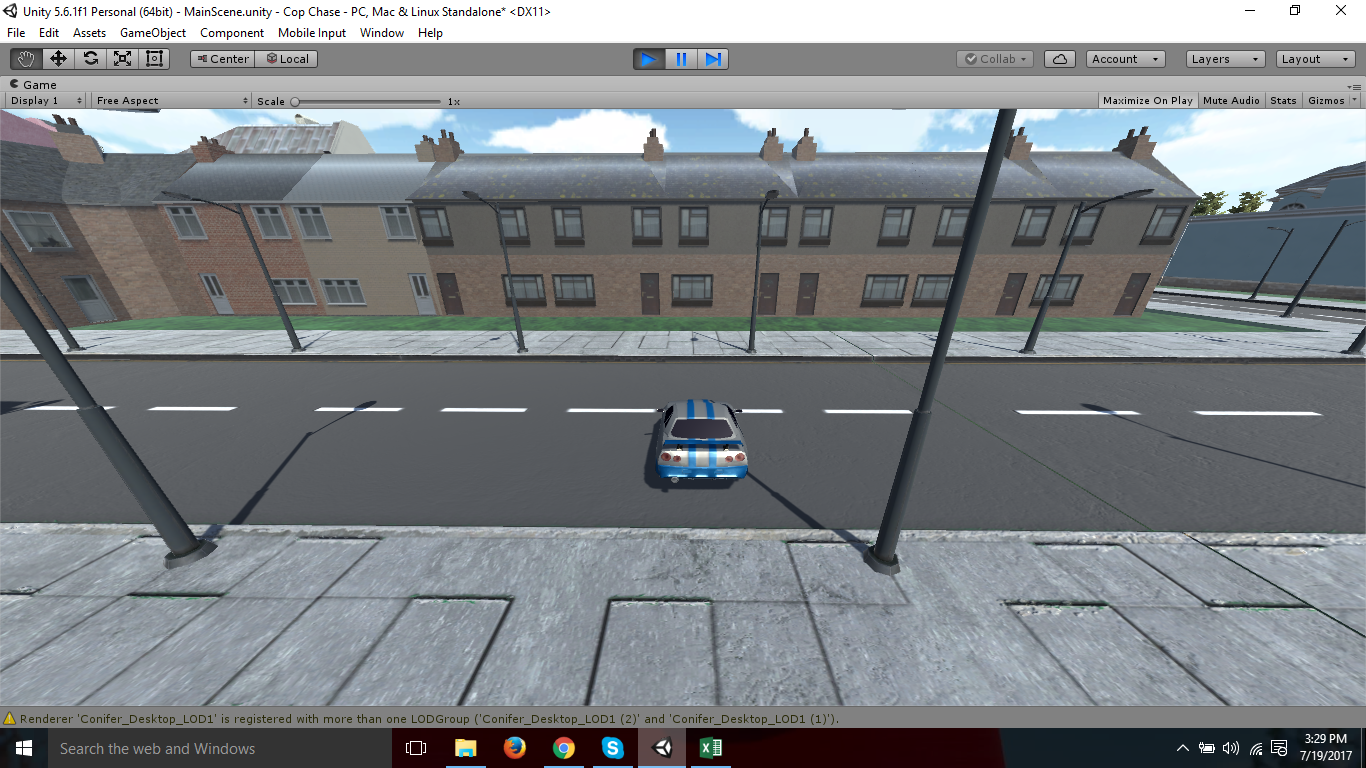 Unity 5.6.1f1 Personal (64bit) - MainScene.unity - Cop Chase - PC, Mac & Linux Standalone* <DX11>
File Edit Assets GameObject Component Mobile Input Window Help
Center Local Collab Account Layers Layout
Game
Display 1 Free Aspect Scale 1x Maximize On Play Mute Audio Stats Gizmos
Renderer 'Conifer_Desktop_LOD1' is registered with more than one LODGroup ('Conifer_Desktop_LOD1 (2)' and 'Conifer_Desktop_LOD1 (1)').
Search the web and Windows
3:29 PM
7/19/2017